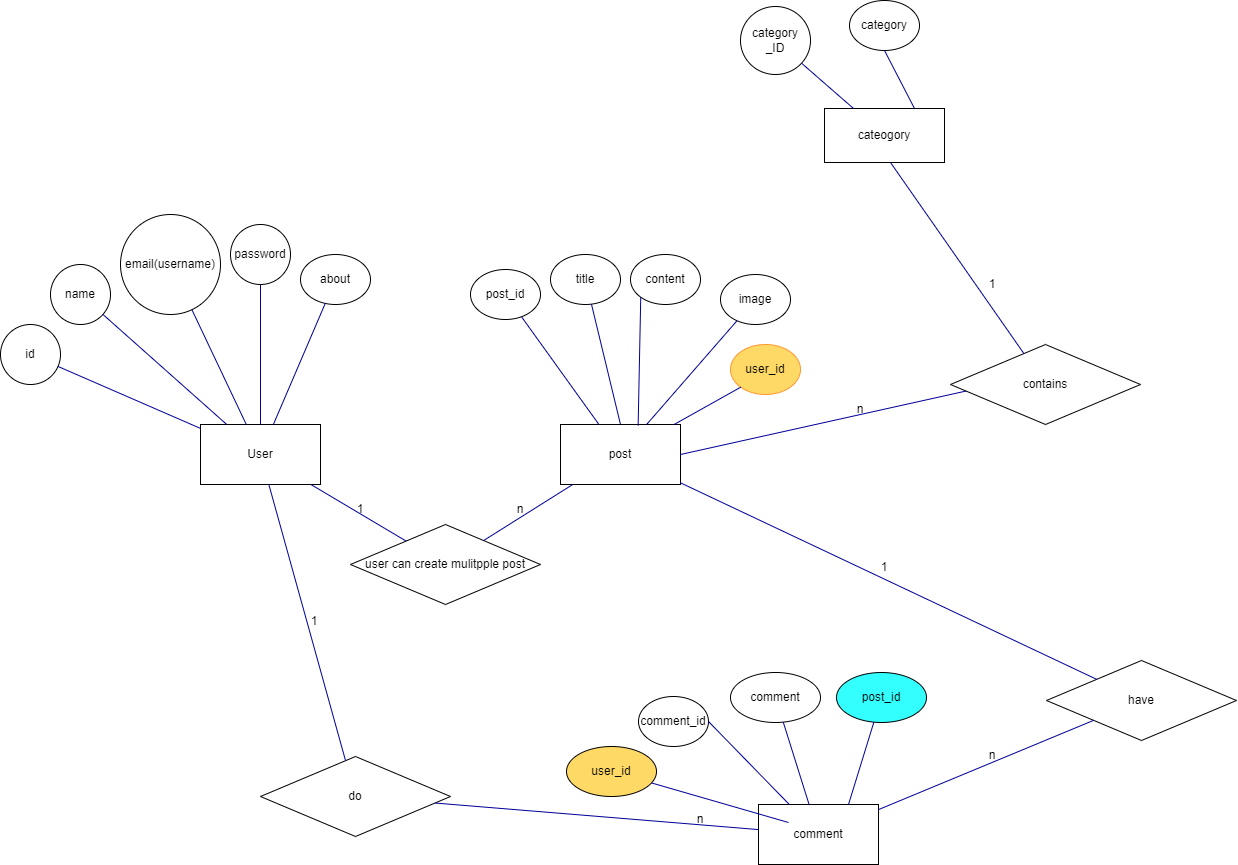 category
_ID
category
cateogory
email(username)
password
about
name
id
post_id
title
content
image
user_id
1
contains
n
User
post
1
n
user can create mulitpple post
1
1
comment
post_id
comment_id
have
user_id
n
do
n
comment